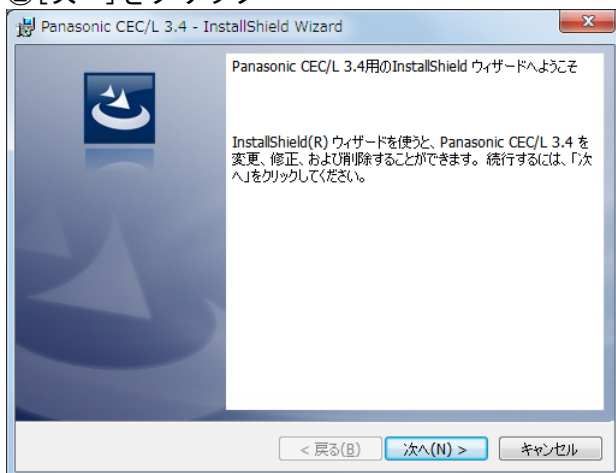 Panasonic CEC/L 3.4 - InstallShield Wizard
Panasonic CEC/L 3.4用のInstallShield ウィザードへようこそ
InstallShield(R) ウィザードを使うと、Panasonic CEC/L 3.4 を
変更、修正、および削除することができます。続行するには、「次
へ」をクリックしてください。
< 戻る(B)
次へ(N) >
キャンセル